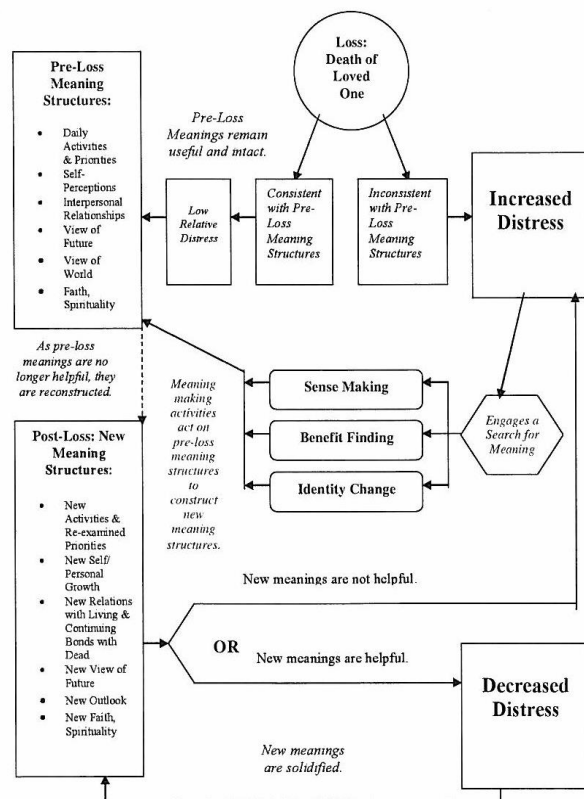 Pre-Loss
Meaning
Structures:
• Daily
Activities
& Priorities
• Self-
Perceptions
• Interpersonal
Relationships
• View of
Future
• View of
World
• Faith,
Spirituality
Loss:
Death of
Loved
One
Pre-Loss
Meanings remain
useful and intact.
Low
Relative
Distress
Consistent
with Pre-
Loss
Meaning
Structures
Inconsistent
with Pre-Loss
Meaning
Structures
Increased
Distress
As pre-loss
meanings are no
longer helpful, they
are reconstructed.
Meaning
making
activities
act on
pre-loss
meaning
structures
to
construct
new
meaning
structures.
Sense Making
Benefit Finding
Identity Change
Engages a
Search for
Meaning
Post-Loss: New
Meaning
Structures:
• New
Activities &
Re-examined
Priorities
• New Self/
Personal
Growth
• New Relations
with Living &
Continuing
Bonds with
Dead
• New View of
Future
• New Outlook
• New Faith,
Spirituality
New meanings are not helpful.
OR
New meanings are helpful.
Decreased
Distress
New meanings
are solidified.